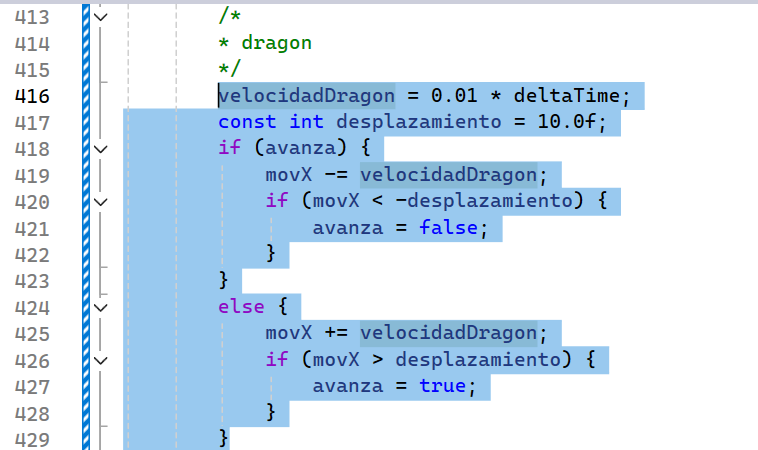 413 /*
414 * dragon
415 */
416 velocidadDragon = 0.01 * deltaTime;
417 const int desplazamiento = 10.0f;
418 if (avanza) {
419 movX -= velocidadDragon;
420 if (movX < -desplazamiento) {
421 avanza = false;
422 }
423 }
424 else {
425 movX += velocidadDragon;
426 if (movX > desplazamiento) {
427 avanza = true;
428 }
429 }